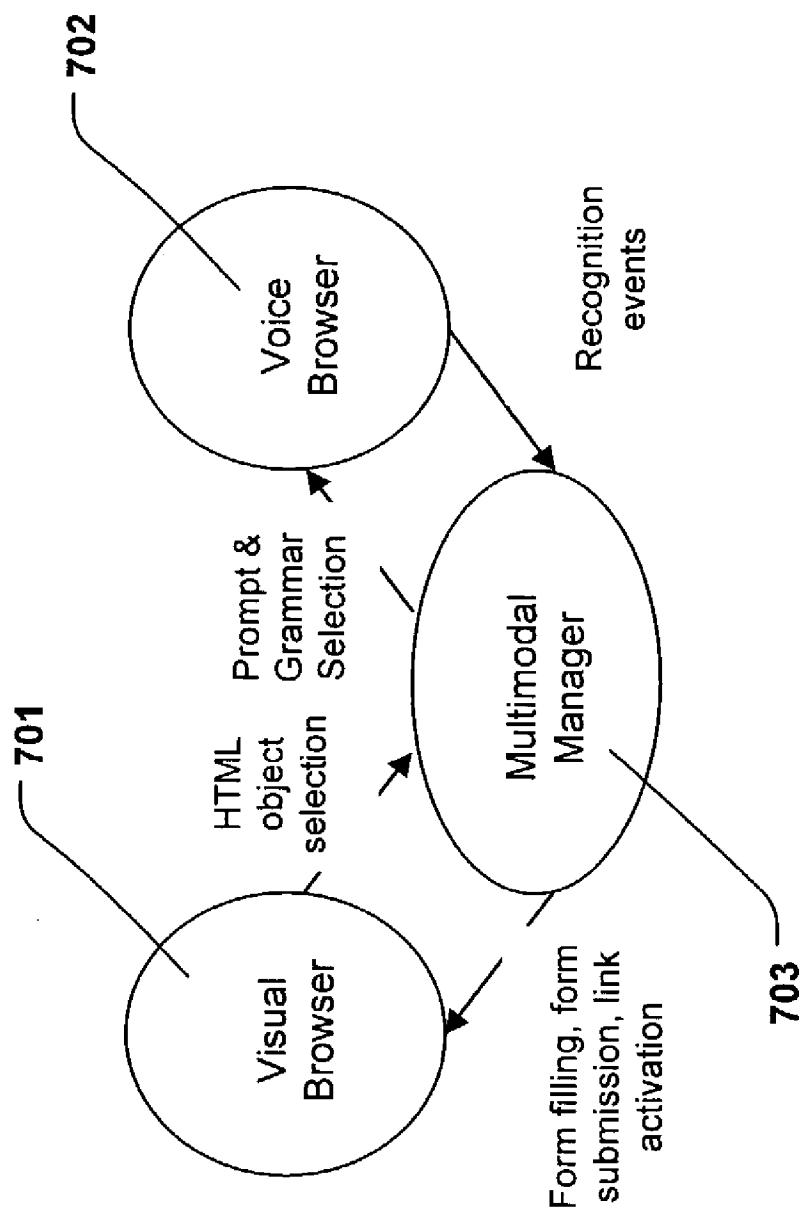 701
702
Visual
Browser
HTML
object
selection
Prompt &
Grammar
Selection
Voice
Browser
Form filling, form
submission, link
activation
Multimodal
Manager
Recognition
events
703